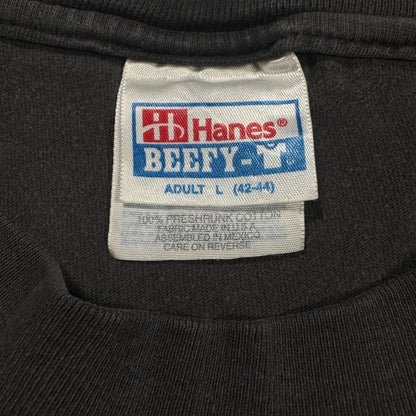 Hanes®
BEEFY-T
ADULT L (42-44)
100% PRESHRUNK COTTON
FABRIC MADE IN U.S.A.
ASSEMBLED IN MEXICO
CARE ON REVERSE